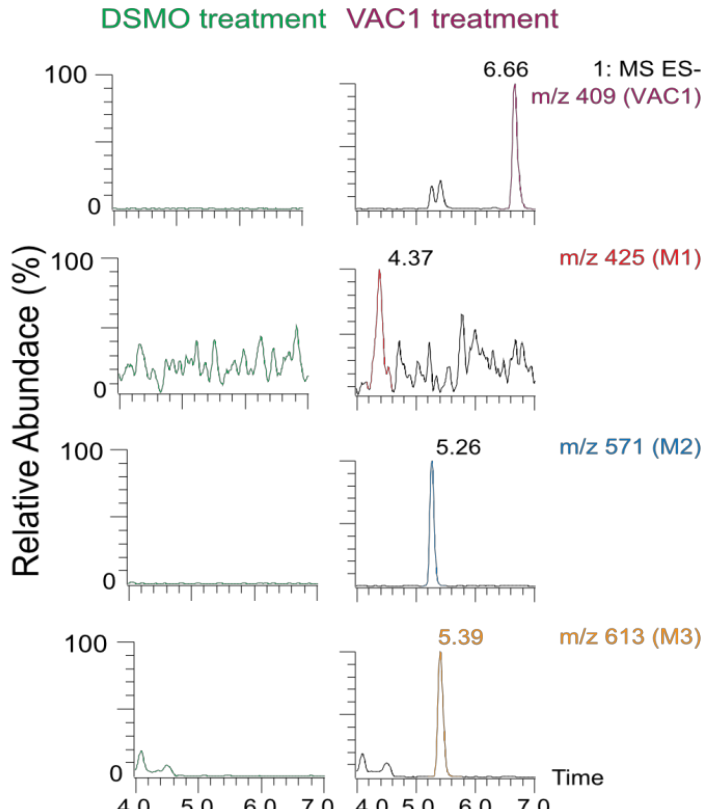 DSMO treatment VAC1 treatment
100
6.66
1: MS ES-
m/z 409 (VAC1)
0
100
4.37
m/z 425 (M1)
0
Relative Abundace (%)
100
5.26
m/z 571 (M2)
0
100
5.39
m/z 613 (M3)
0
Time
4.0 5.0 6.0 7.0 4.0 5.0 6.0 7.0